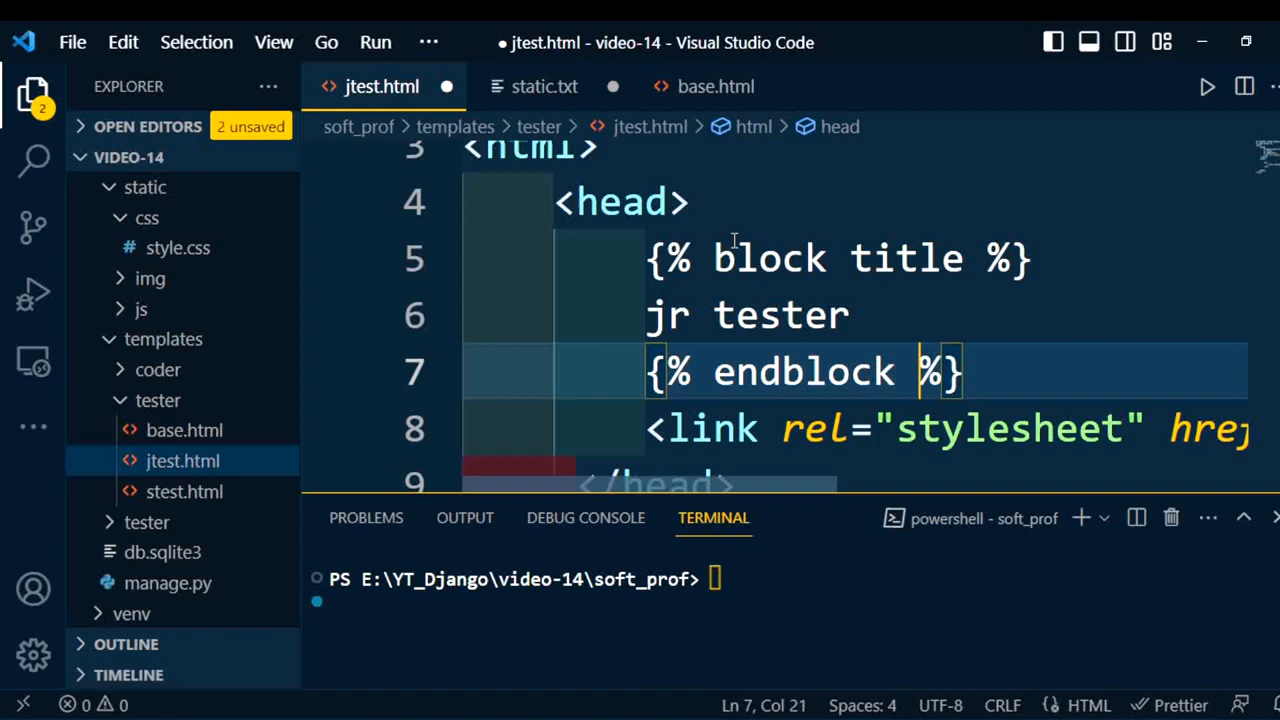 File Edit Selection View Go Run ··· ● jtest.html - video-14 - Visual Studio Code
EXPLORER ···
2
OPEN EDITORS 2 unsaved
VIDEO-14
static
css
# style.css
img
js
templates
coder
tester
<> base.html
<> jtest.html
<> stest.html
tester
db.sqlite3
manage.py
venv
OUTLINE
TIMELINE
<> jtest.html ● static.txt ● <> base.html
soft_prof > templates > tester > <> jtest.html > html > head
3 <html>
4 <head>
5 {% block title %}
6 jr tester
7 {% endblock %}
8 <link rel="stylesheet" href
9 </head>
PROBLEMS OUTPUT DEBUG CONSOLE TERMINAL powershell - soft_prof
PS E:\YT_Django\video-14\soft_prof>
0 0 Ln 7, Col 21 Spaces: 4 UTF-8 CRLF HTML Prettier